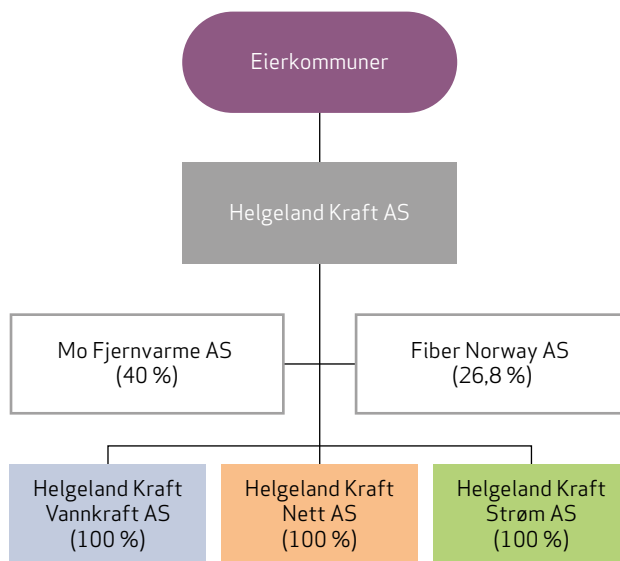 Eierkommuner
Helgeland Kraft AS
Mo Fjernvarme AS
(40 %)
Fiber Norway AS
(26,8 %)
Helgeland Kraft
Vannkraft AS
(100 %)
Helgeland Kraft
Nett AS
(100 %)
Helgeland Kraft
Strøm AS
(100 %)